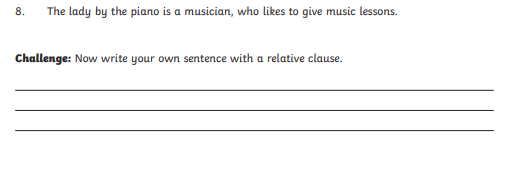 8. The lady by the piano is a musician, who likes to give music lessons.
Challenge: Now write your own sentence with a relative clause.